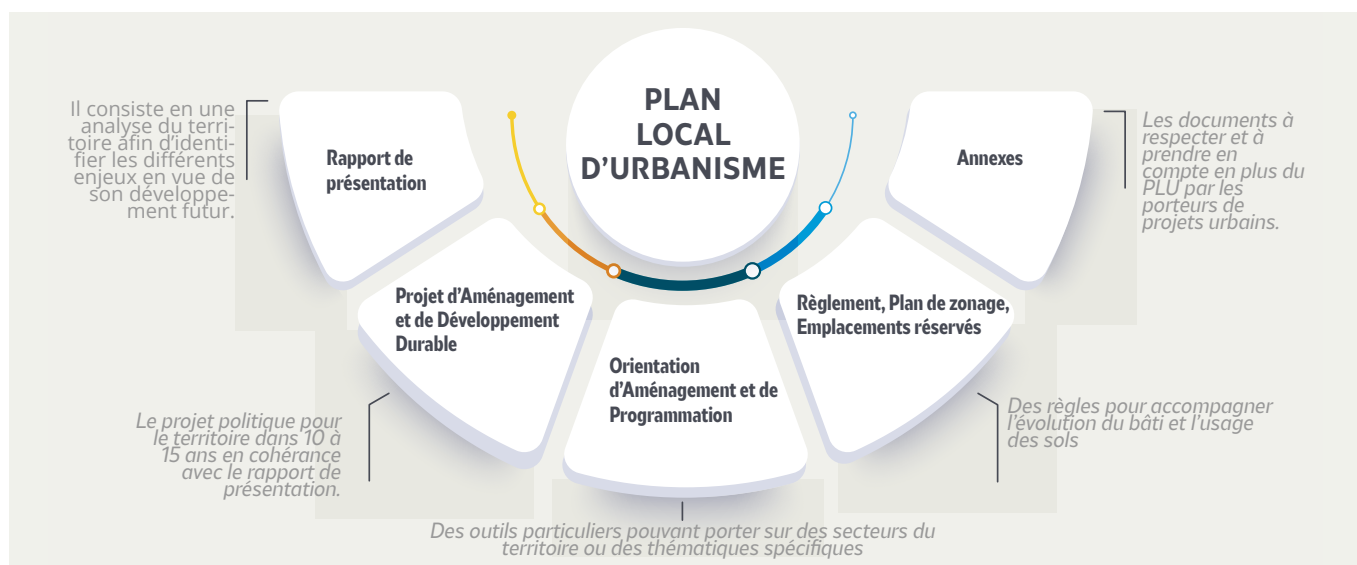 PLAN
LOCAL
D'URBANISME
Il consiste en une
analyse du terri-
toire afin d'identi-
fier les différents
enjeux en vue de
son développe-
ment futur.
Rapport de
présentation
Projet d'Aménagement
et de Développement
Durable
Le projet politique pour
le territoire dans 10 à
15 ans en cohérance
avec le rapport de
présentation.
Orientation
d'Aménagement et de
Programmation
Des outils particuliers pouvant porter sur des secteurs du
territoire ou des thématiques spécifiques
Règlement, Plan de zonage,
Emplacements réservés
Des règles pour accompagner
l'évolution du bâti et l'usage
des sols
Annexes
Les documents à
respecter et à
prendre en
compte en plus du
PLU par les
porteurs de
projets urbains.